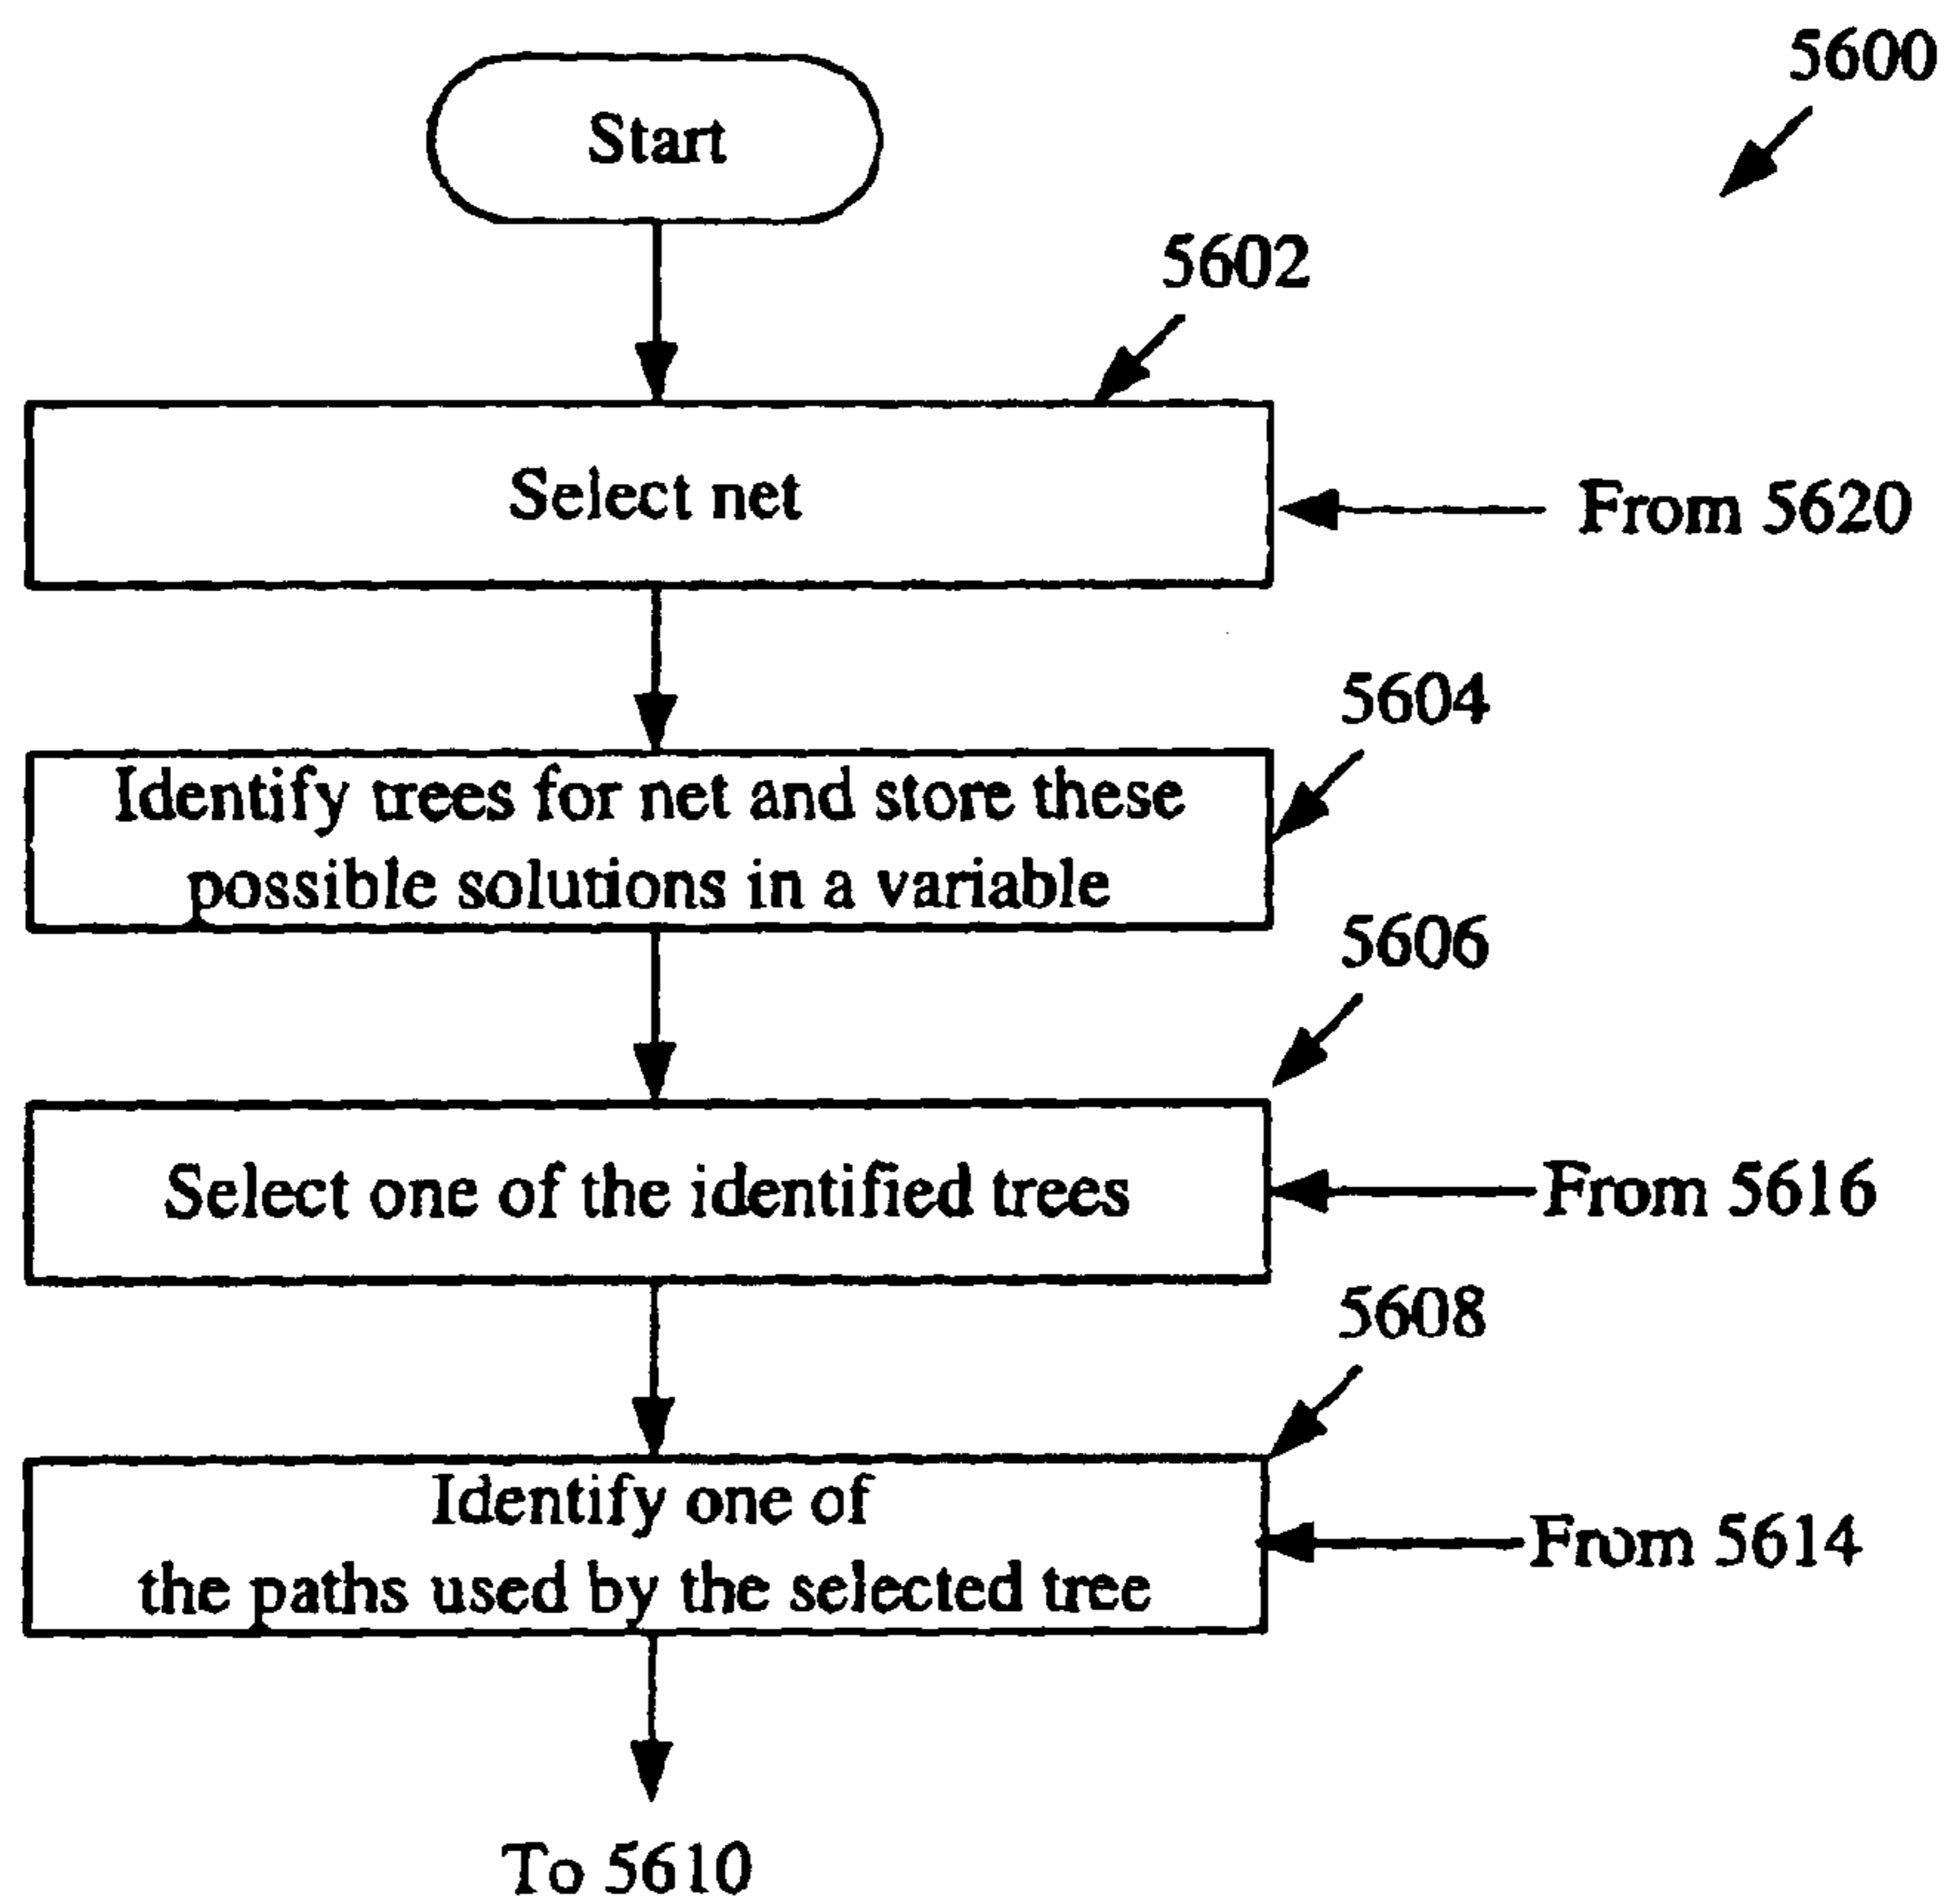 5600
Start
5602
Select net
From 5620
5604
Identify trees for net and store these
possible solutions in a variable
5606
Select one of the identified trees
From 5616
5608
Identify one of
the paths used by the selected tree
From 5614
To 5610